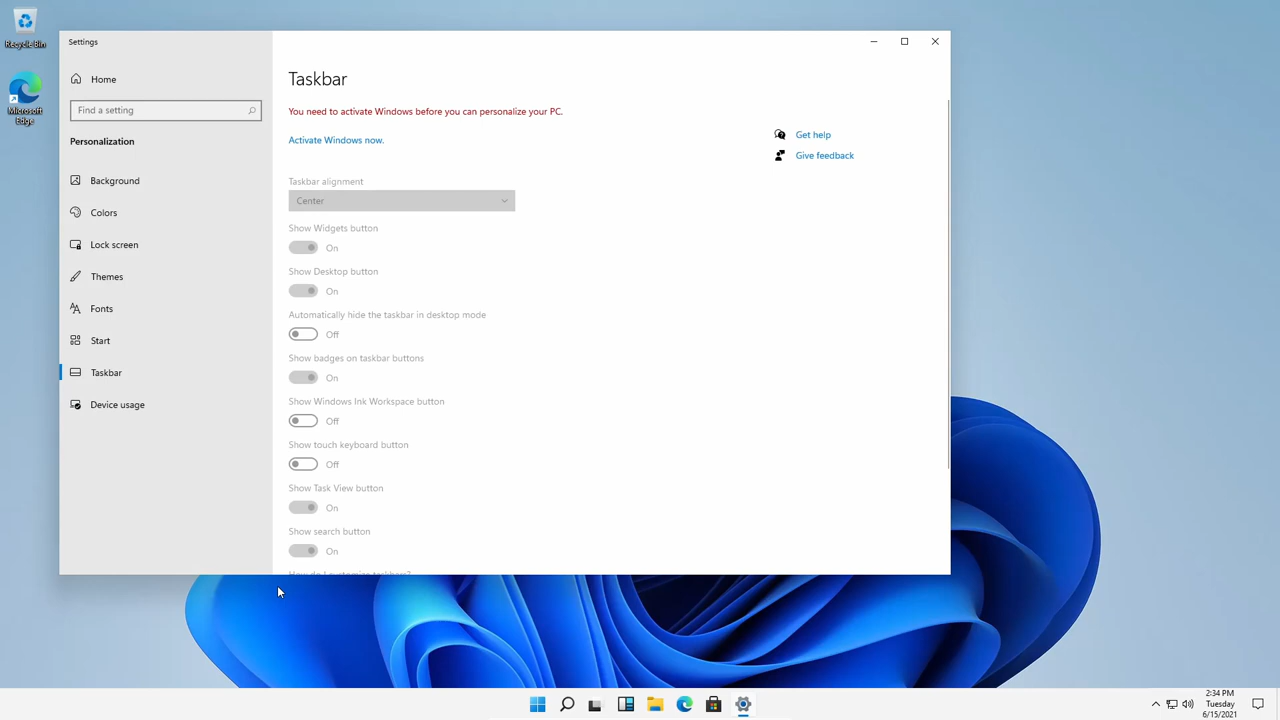 Recycle Bin
Microsoft
Edge
Settings
Home
Find a setting
Personalization
Background
Colors
Lock screen
Themes
Fonts
Start
Taskbar
Device usage
Taskbar
You need to activate Windows before you can personalize your PC.
Activate Windows now.
Get help
Give feedback
Taskbar alignment
Center
Show Widgets button
On
Show Desktop button
On
Automatically hide the taskbar in desktop mode
Off
Show badges on taskbar buttons
On
Show Windows Ink Workspace button
Off
Show touch keyboard button
Off
Show Task View button
On
Show search button
On
How do I customize taskbars?
2:34 PM
Tuesday
6/15/2021